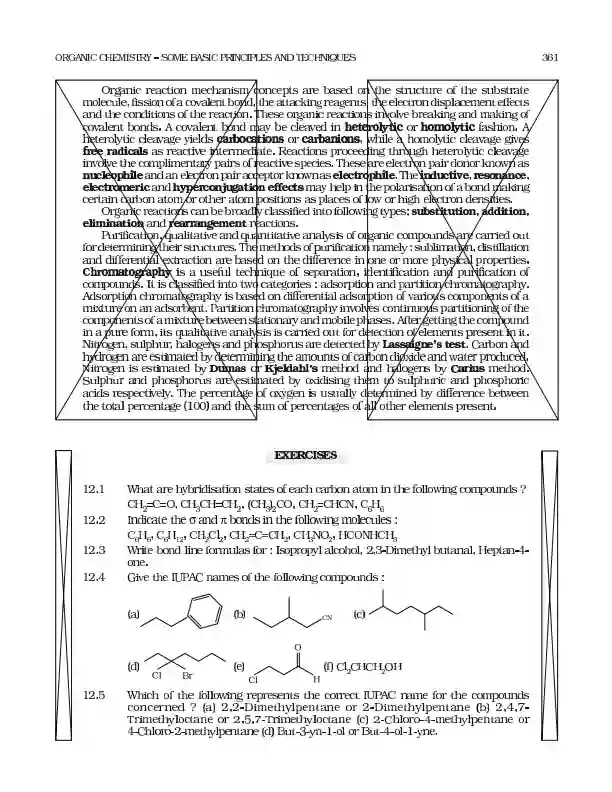 ORGANIC CHEMISTRY – SOME BASIC PRINCIPLES AND TECHNIQUES 361
Organic reaction mechanism concepts are based on the structure of the substrate
molecule, fission of a covalent bond, the attacking reagents, the electron displacement effects
and the conditions of the reaction. These organic reactions involve breaking and making of
covalent bonds. A covalent bond may be cleaved in heterolytic or homolytic fashion. A
heterolytic cleavage yields carbocations or carbanions, while a homolytic cleavage gives
free radicals as reactive intermediate. Reactions proceeding through heterolytic cleavage
involve the complimentary pairs of reactive species. These are electron pair donor known as
nucleophile and an electron pair acceptor known as electrophile. The inductive, resonance,
electromeric and hyperconjugation effects may help in the polarisation of a bond making
certain carbon atom or other atom positions as places of low or high electron densities.
Organic reactions can be broadly classified into following types; substitution, addition,
elimination and rearrangement reactions.
Purification, qualitative and quantitative analysis of organic compounds are carried out
for determining their structures. The methods of purification namely : sublimation, distillation
and differential extraction are based on the difference in one or more physical properties.
Chromatography is a useful technique of separation, identification and purification of
compounds. It is classified into two categories : adsorption and partition chromatography.
Adsorption chromatography is based on differential adsorption of various components of a
mixture on an adsorbent. Partition chromatography involves continuous partitioning of the
components of a mixture between stationary and mobile phases. After getting the compound
in a pure form, its qualitative analysis is carried out for detection of elements present in it.
Nitrogen, sulphur, halogens and phosphorus are detected by Lassaigne's test. Carbon and
hydrogen are estimated by determining the amounts of carbon dioxide and water produced.
Nitrogen is estimated by Dumas or Kjeldahl's method and halogens by Carius method.
Sulphur and phosphorus are estimated by oxidising them to sulphuric and phosphoric
acids respectively. The percentage of oxygen is usually determined by difference between
the total percentage (100) and the sum of percentages of all other elements present.
EXERCISES
12.1 What are hybridisation states of each carbon atom in the following compounds ?
CH2=C=O, CH3CH=CH2, (CH3)2CO, CH2=CHCN, C6H6
12.2 Indicate the σ and π bonds in the following molecules :
C6H6, C6H12, CH2Cl2, CH2=C=CH2, CH3NO2, HCONHCH3
12.3 Write bond line formulas for : Isopropyl alcohol, 2,3-Dimethyl butanal, Heptan-4-
one.
12.4 Give the IUPAC names of the following compounds :
(a) (b) CN (c)
(d) Cl Br (e) Cl O H (f) Cl2CHCH2OH
12.5 Which of the following represents the correct IUPAC name for the compounds
concerned ? (a) 2,2-Dimethylpentane or 2-Dimethylpentane (b) 2,4,7-
Trimethyloctane or 2,5,7-Trimethyloctane (c) 2-Chloro-4-methylpentane or
4-Chloro-2-methylpentane (d) But-3-yn-1-ol or But-4-ol-1-yne.